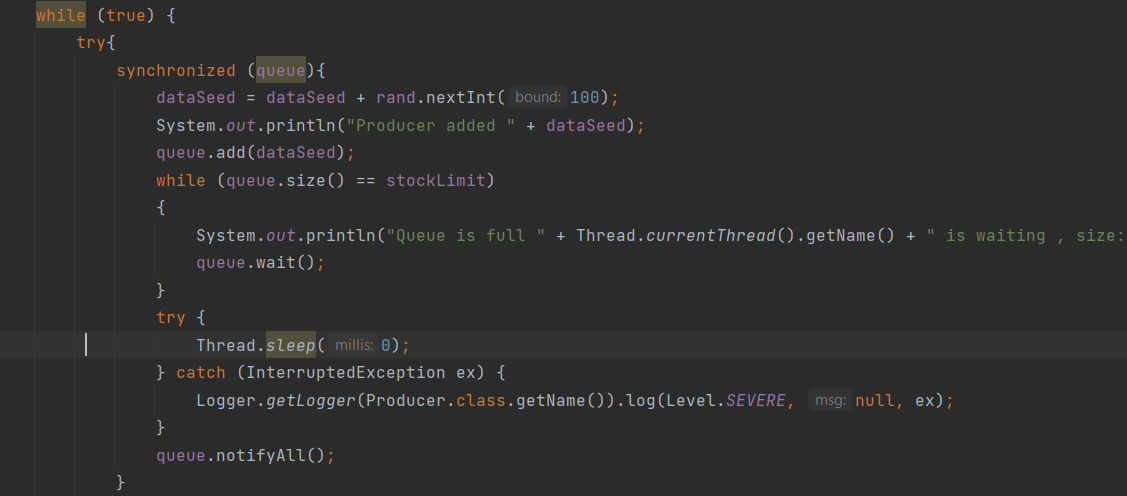 while (true) {
try{
synchronized (queue){
dataSeed = dataSeed + rand.nextInt( bound: 100);
System.out.println("Producer added " + dataSeed);
queue.add(dataSeed);
while (queue.size() == stockLimit)
{
System.out.println("Queue is full " + Thread.currentThread().getName() + " is waiting , size:
queue.wait();
}
try {
Thread.sleep( millis: 0);
} catch (InterruptedException ex) {
Logger.getLogger(Producer.class.getName()).log(Level.SEVERE, msg: null, ex);
}
queue.notifyAll();
}